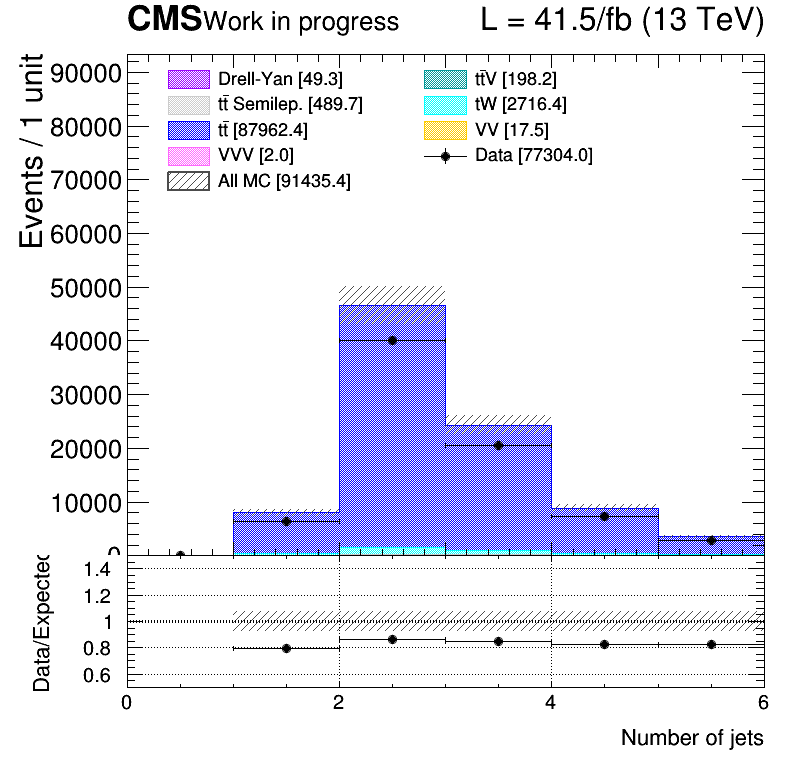 CMS Work in progress L = 41.5/fb (13 TeV)
Events / 1 unit
90000
80000
70000
60000
50000
40000
30000
20000
10000
0
Drell-Yan [49.3]
tt̄ Semilep. [489.7]
tt̄ [87962.4]
VVV [2.0]
All MC [91435.4]
tt̄V [198.2]
tW [2716.4]
VV [17.5]
Data [77304.0]
Data/Expected
1.4
1.2
1
0.8
0.6
0 2 4 6
Number of jets